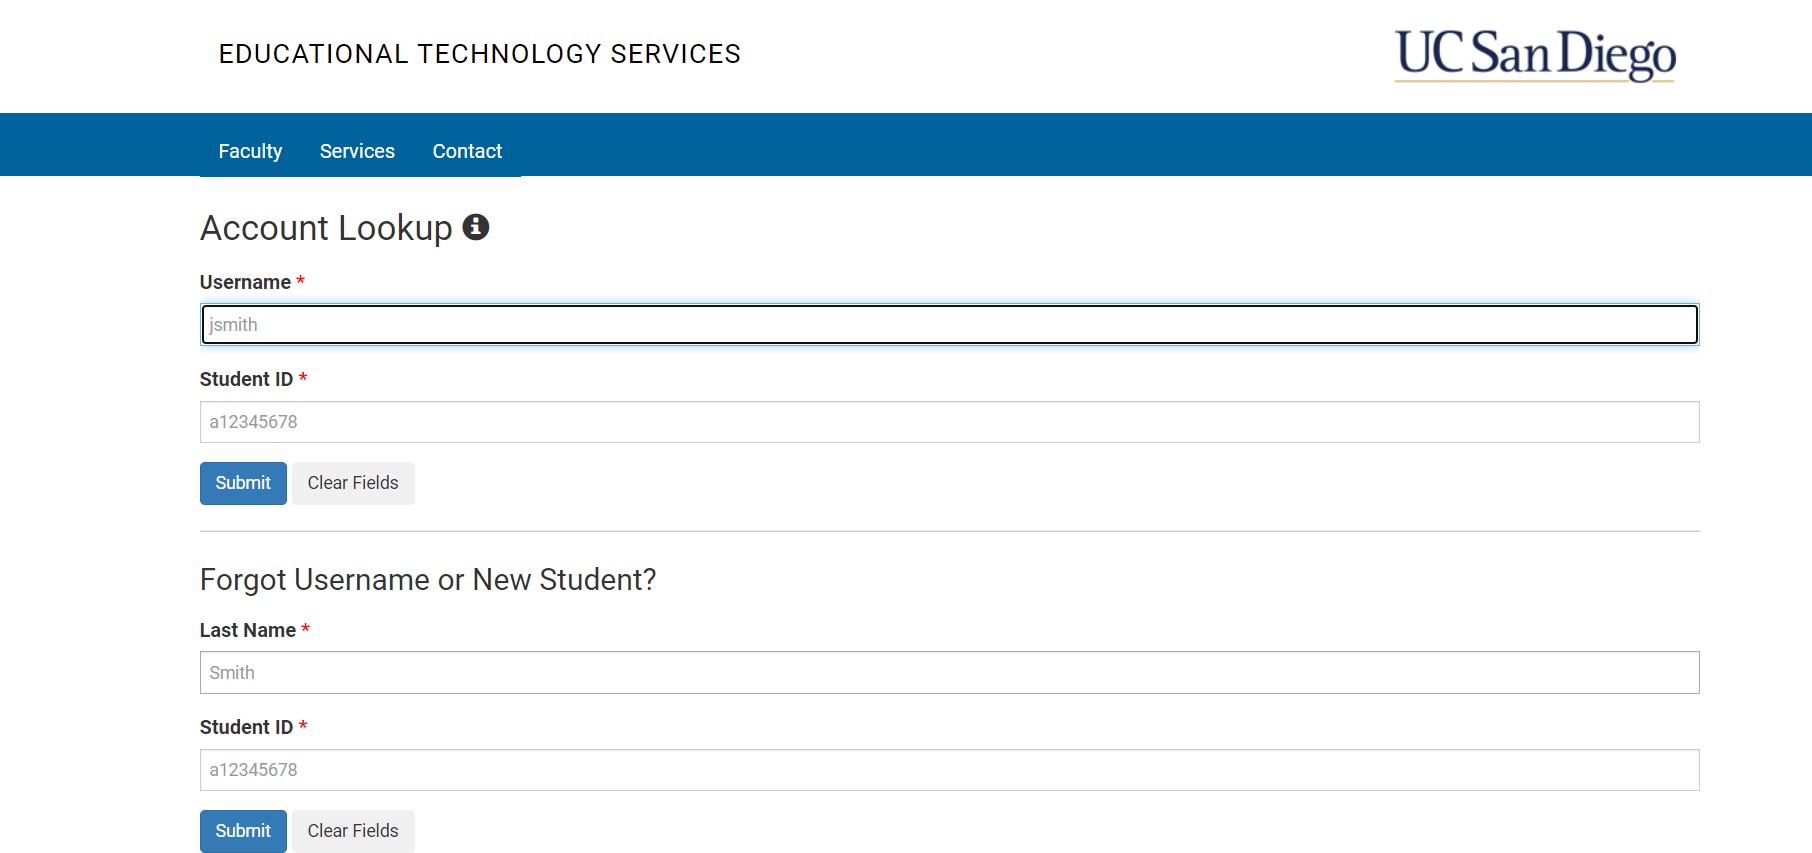 EDUCATIONAL TECHNOLOGY SERVICES
UC San Diego
Faculty Services Contact
Account Lookup
Username *
jsmith
Student ID *
a12345678
Submit Clear Fields
Forgot Username or New Student?
Last Name *
Smith
Student ID *
a12345678
Submit Clear Fields